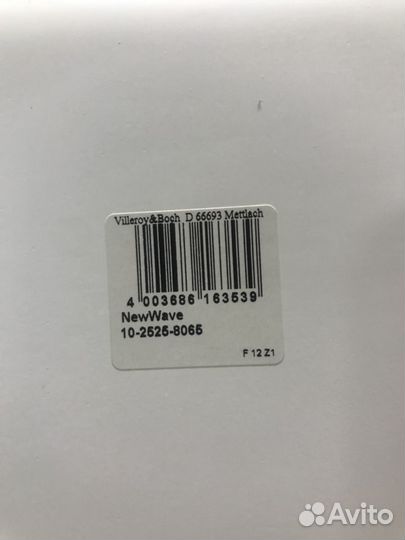 Villeroy&Boch D 66693 Mettlach
4 003686 163539
NewWave
10-2525-8065
F 12 Z1
Avito